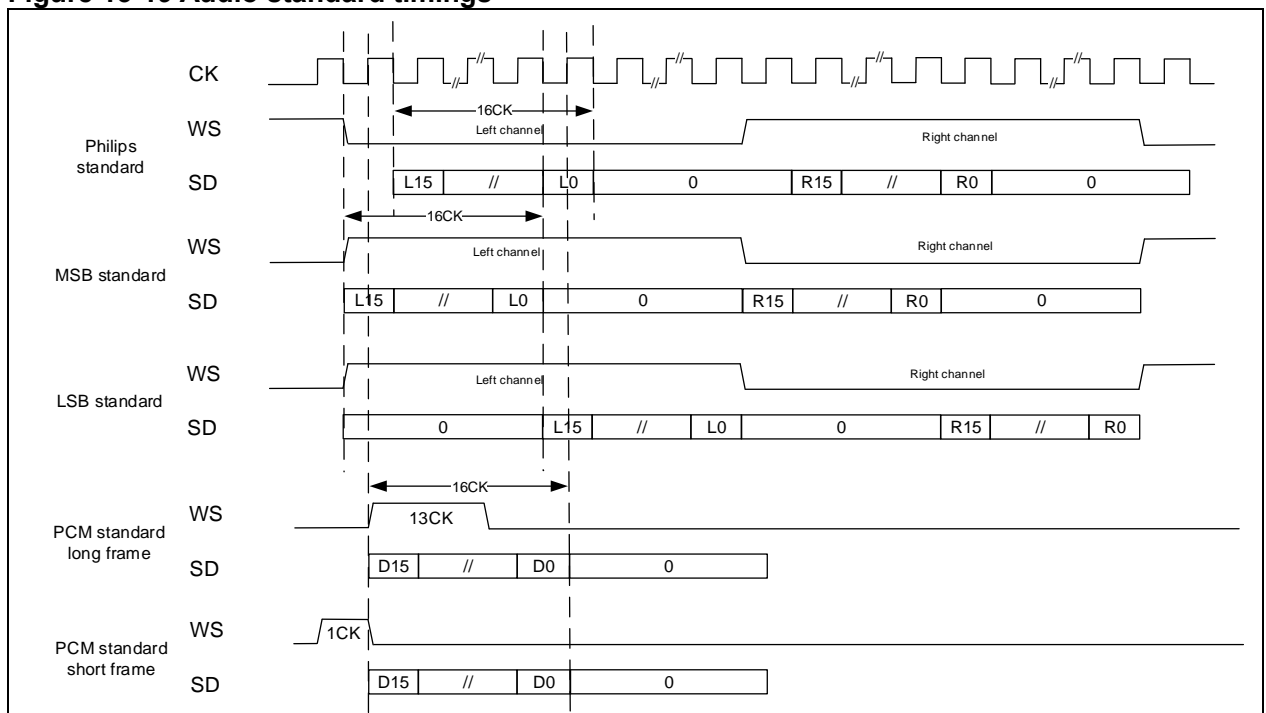 Figure 13-10 Audio standard timings
CK
16CK
Philips
standard
WS
Left channel
Right channel
SD
L15
//
L0
0
R15
//
R0
0
16CK
MSB standard
WS
Left channel
Right channel
SD
L15
//
L0
0
R15
//
R0
0
LSB standard
WS
Left channel
Right channel
SD
0
L15
//
L0
0
R15
//
R0
16CK
PCM standard
long frame
WS
13CK
SD
D15
//
D0
0
PCM standard
short frame
WS
1CK
SD
D15
//
D0
0